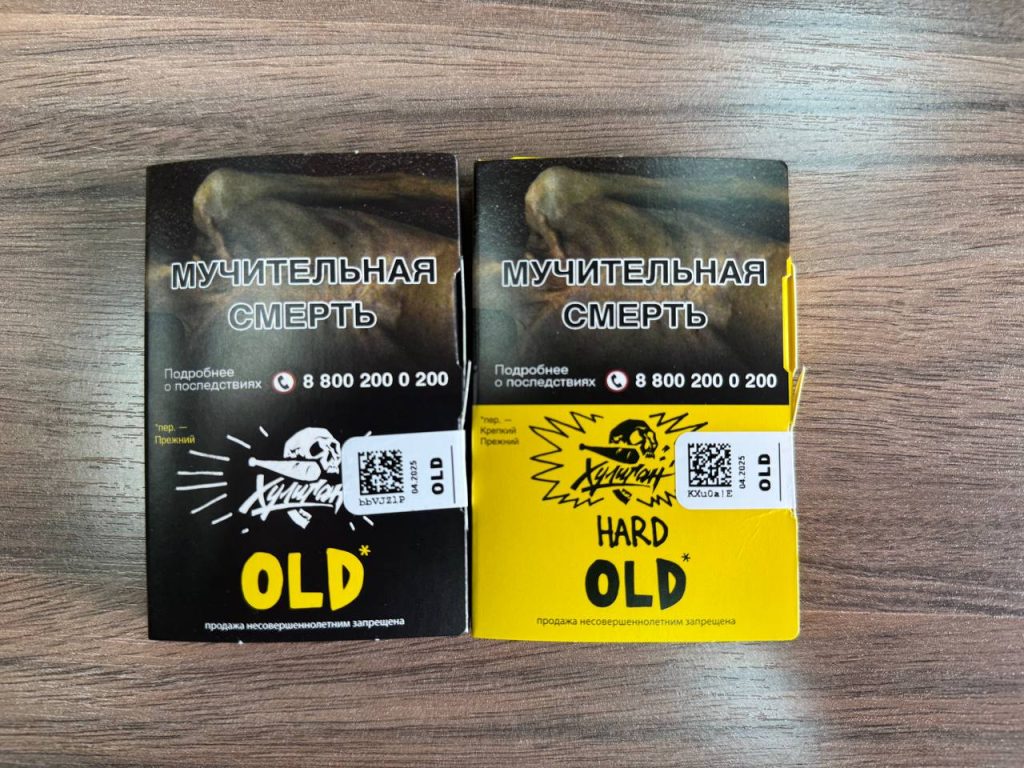 МУЧИТЕЛЬНАЯ
СМЕРТЬ
Подробнее
о последствиях
8 800 200 0 200
*пер. —
Прежний
Хулиган
bbVJZlP
04.2025
OLD
OLD*
продажа несовершеннолетним запрещена
МУЧИТЕЛЬНАЯ
СМЕРТЬ
Подробнее
о последствиях
8 800 200 0 200
*пер. —
Крепкий
Прежний
Хулиган
KXu0a!E
04.2025
OLD
HARD
OLD*
продажа несовершеннолетним запрещена